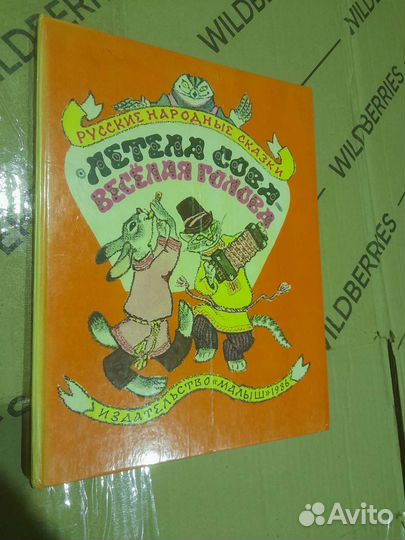 РУССКИЕ НАРОДНЫЕ СКАЗКИ
ЛЕТЕЛА СОВА-
ВЕСЁЛАЯ ГОЛОВА
ИЗДАТЕЛЬСТВО «МАЛЫШ» 1986
WILDBERRIES
WILDBERRIES
WILDBERRIES
Avito